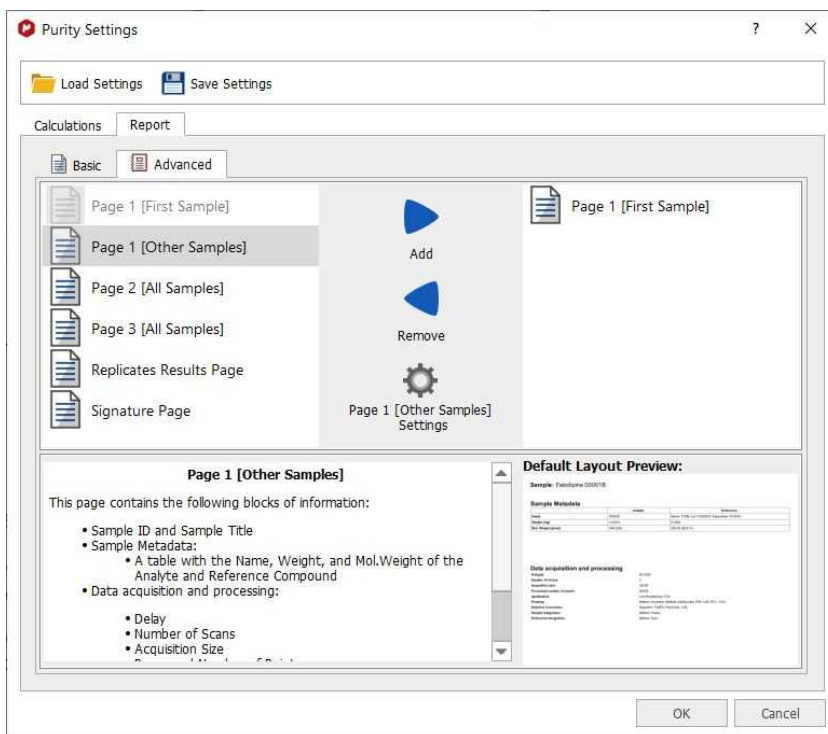 Purity Settings
?
Load Settings
Save Settings
Calculations
Report
Basic
Advanced
Page 1 [First Sample]
Page 1 [Other Samples]
Page 2 [All Samples]
Page 3 [All Samples]
Replicates Results Page
Signature Page
Add
Remove
Page 1 [Other Samples]
Settings
Page 1 [First Sample]
Page 1 [Other Samples]
This page contains the following blocks of information:
• Sample ID and Sample Title
• Sample Metadata:
• A table with the Name, Weight, and Mol.Weight of the
Analyte and Reference Compound
• Data acquisition and processing:
• Delay
• Number of Scans
• Acquisition Size
Default Layout Preview:
Sample: Felodipine 00001B
Sample Metadata
Data acquisition and processing
OK
Cancel